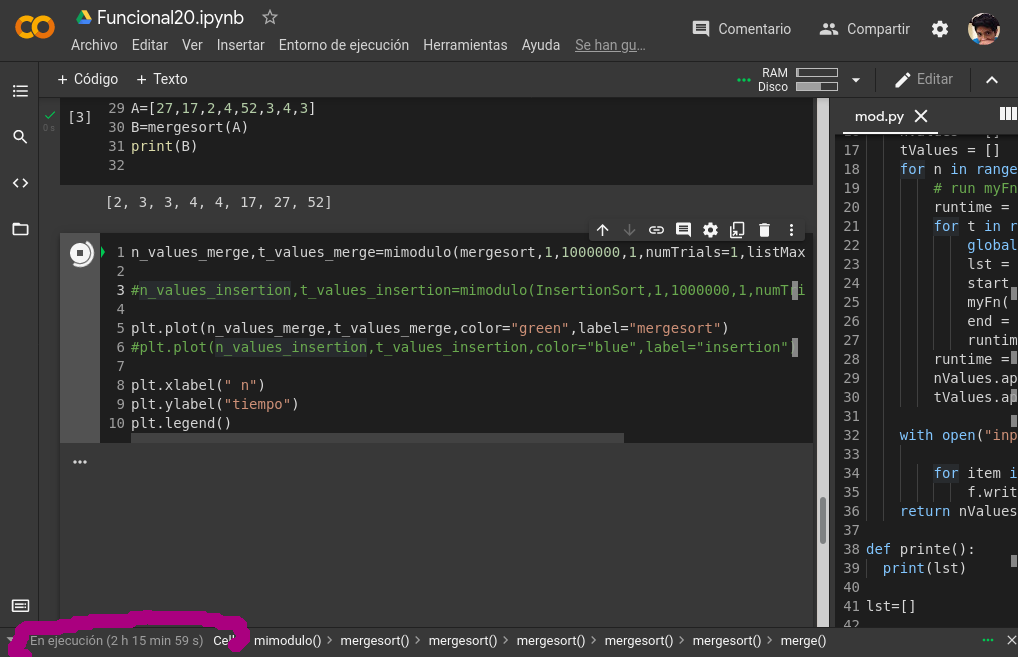 Funcional20.ipynb
Comentario
Compartir
Archivo Editar Ver Insertar Entorno de ejecución Herramientas Ayuda Se han gu…
+ Código + Texto
RAM
Disco
Editar
[3]
0 s
29 A=[27,17,2,4,52,3,4,3]
30 B=mergesort(A)
31 print(B)
32
[2, 3, 3, 4, 4, 17, 27, 52]
1 n_values_merge,t_values_merge=mimodulo(mergesort,1,1000000,1,numTrials=1,listMax
2
3 #n_values_insertion,t_values_insertion=mimodulo(InsertionSort,1,1000000,1,numTri
4
5 plt.plot(n_values_merge,t_values_merge,color="green",label="mergesort")
6 #plt.plot(n_values_insertion,t_values_insertion,color="blue",label="insertion")
7
8 plt.xlabel(" n")
9 plt.ylabel("tiempo")
10 plt.legend()
mod.py
17 tValues = []
18 for n in range
19 # run myFn
20 runtime =
21 for t in r
22 global
23 lst =
24 start
25 myFn(
26 end =
27 runtim
28 runtime =
29 nValues.ap
30 tValues.ap
31
32 with open("inp
33
34 for item i
35 f.writ
36 return nValues
37
38 def printe():
39 print(lst)
40
41 lst=[]
42
En ejecución (2 h 15 min 59 s) Cell mimodulo() > mergesort() > mergesort() > mergesort() > mergesort() > mergesort() > merge()